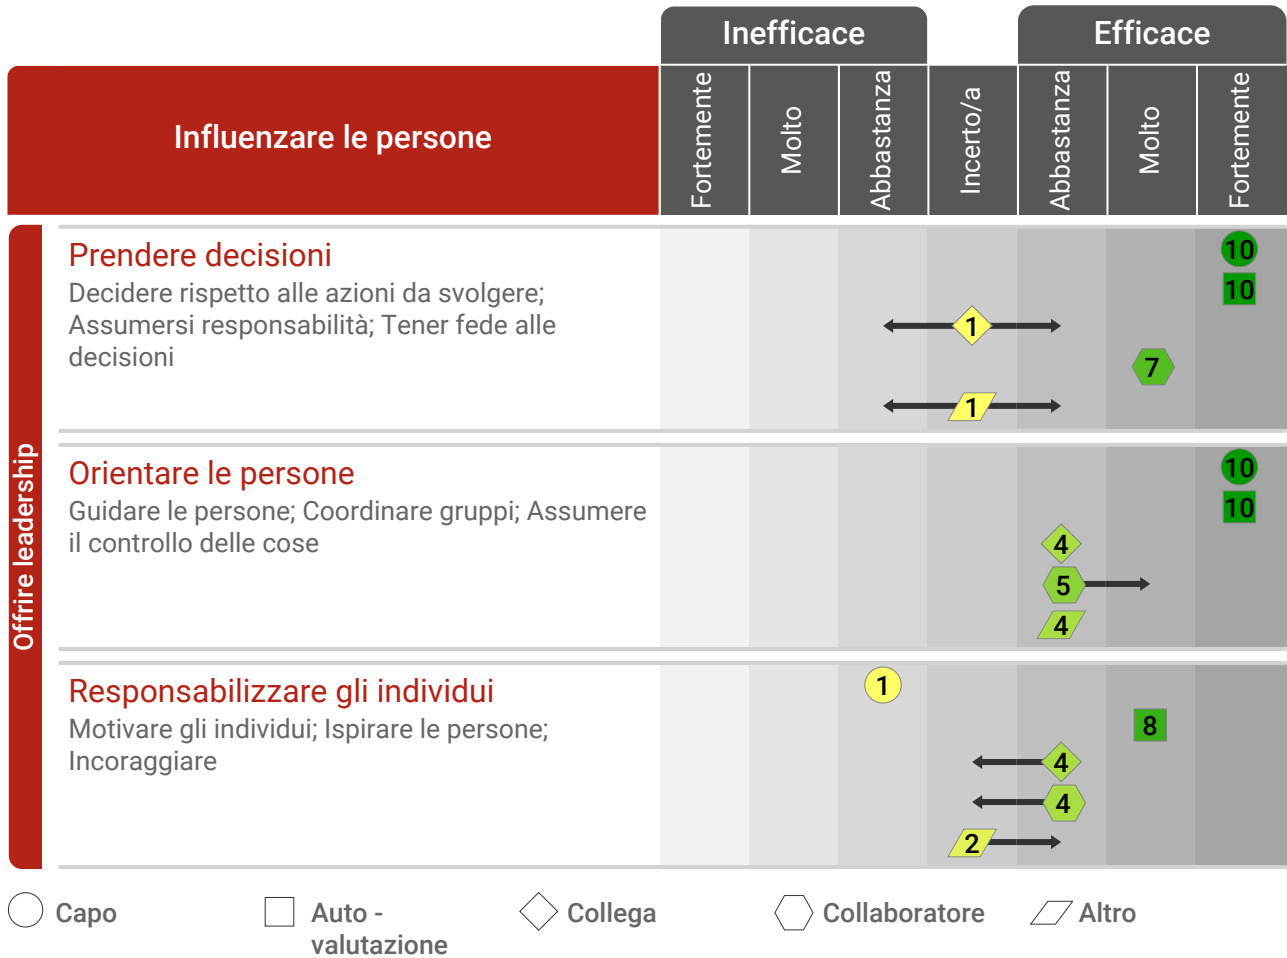 Inefficace
Efficace
Influenzare le persone
Fortemente
Molto
Abbastanza
Incerto/a
Abbastanza
Molto
Fortemente
Offrire leadership
Prendere decisioni
Decidere rispetto alle azioni da svolgere;
Assumersi responsabilità; Tener fede alle
decisioni
10
10
1
7
1
Orientare le persone
Guidare le persone; Coordinare gruppi; Assumere
il controllo delle cose
10
10
4
5
4
Responsabilizzare gli individui
Motivare gli individui; Ispirare le persone;
Incoraggiare
1
8
4
4
2
Capo
Auto -
valutazione
Collega
Collaboratore
Altro